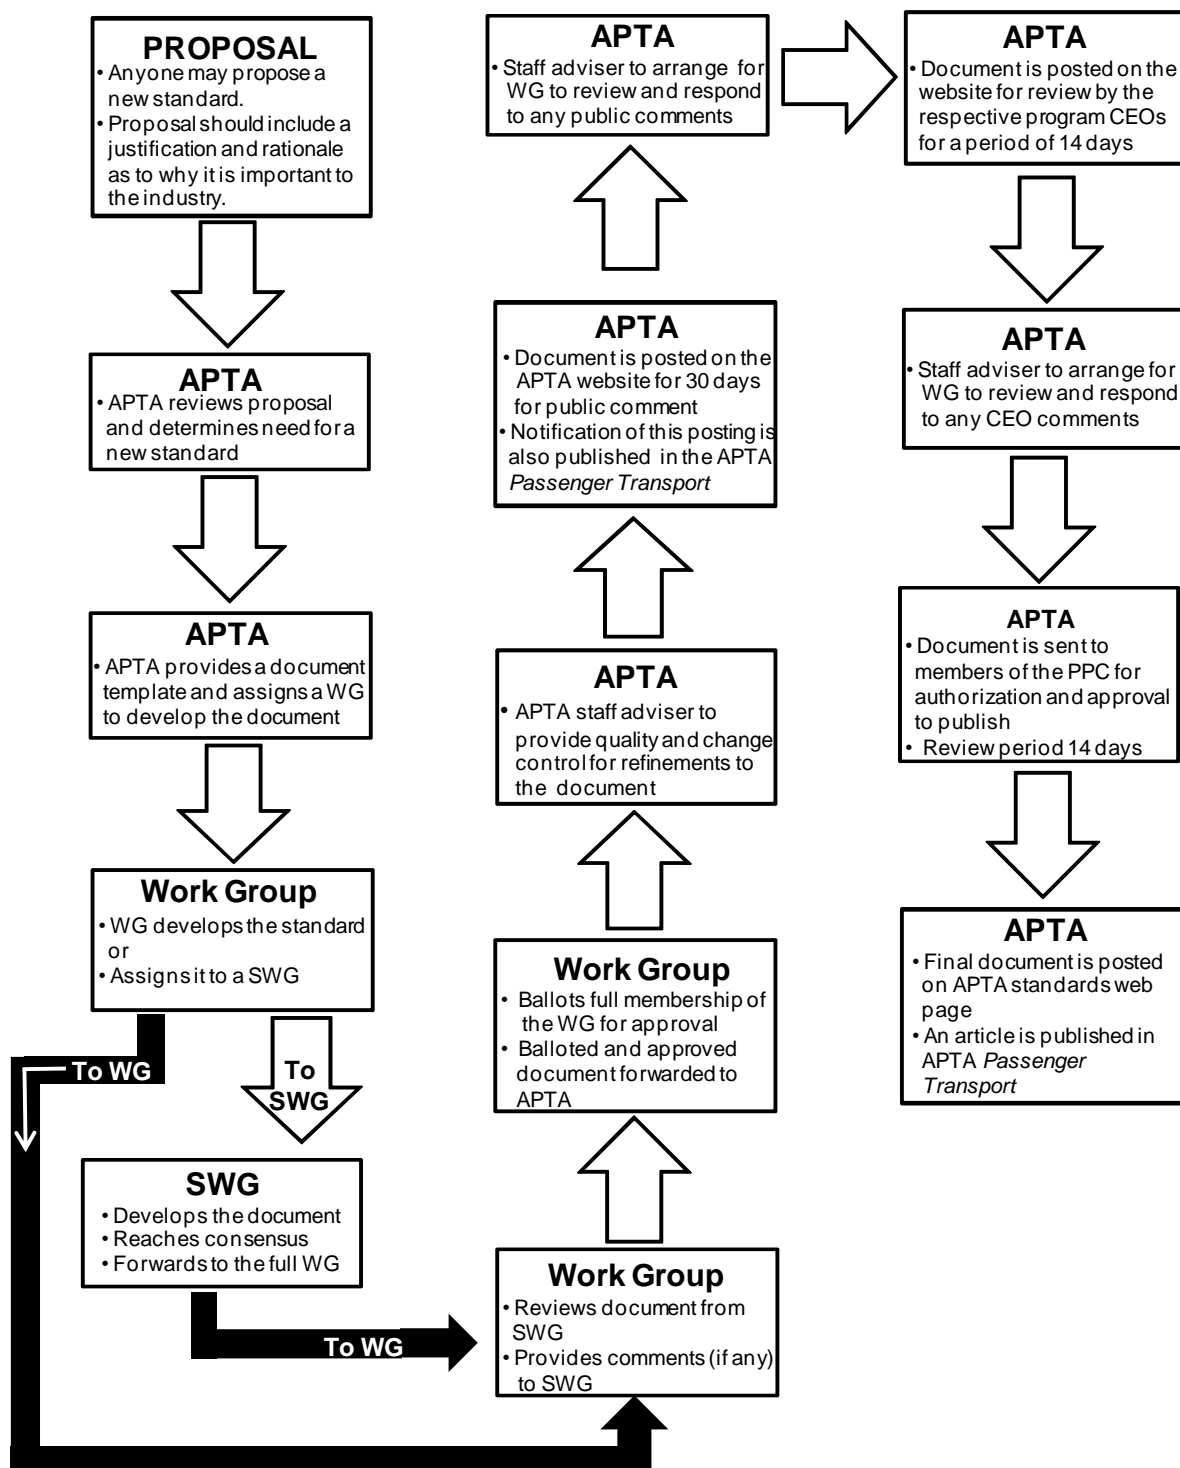 PROPOSAL
• Anyone may propose a
new standard.
• Proposal should include a
justification and rationale
as to why it is important to
the industry.
APTA
• APTA reviews proposal
and determines need for a
new standard
APTA
• APTA provides a document
template and assigns a WG
to develop the document
Work Group
• WG develops the standard
or
• Assigns it to a SWG
To WG
To
SWG
SWG
• Develops the document
• Reaches consensus
• Forwards to the full WG
To WG
Work Group
• Reviews document from
SWG
• Provides comments (if any)
to SWG
Work Group
• Ballots full membership of
the WG for approval
• Balloted and approved
document forwarded to
APTA
APTA
• APTA staff adviser to
provide quality and change
control for refinements to
the document
APTA
• Document is posted on the
APTA website for 30 days
for public comment
• Notification of this posting is
also published in the APTA
Passenger Transport
APTA
• Staff adviser to arrange for
WG to review and respond
to any public comments
APTA
• Document is posted on the
website for review by the
respective program CEOs
for a period of 14 days
APTA
• Staff adviser to arrange for
WG to review and respond
to any CEO comments
APTA
• Document is sent to
members of the PPC for
authorization and approval
to publish
• Review period 14 days
APTA
• Final document is posted
on APTA standards web
page
• An article is published in
APTA Passenger
Transport